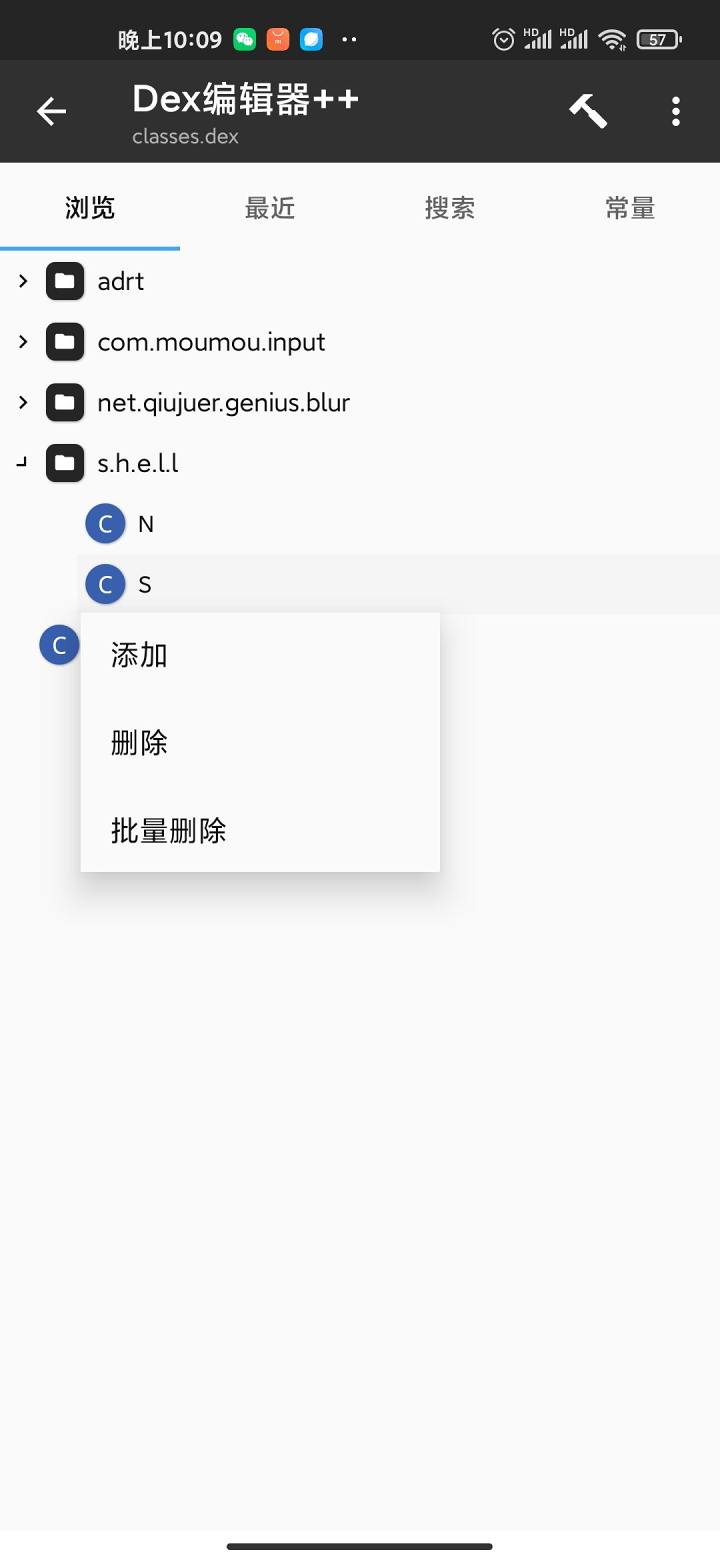 晚上10:09
HD
HD
57
Dex编辑器++
classes.dex
浏览
最近
搜索
常量
adrt
com.moumou.input
net.qiujuer.genius.blur
s.h.e.l.l
C N
C S
C
添加
删除
批量删除